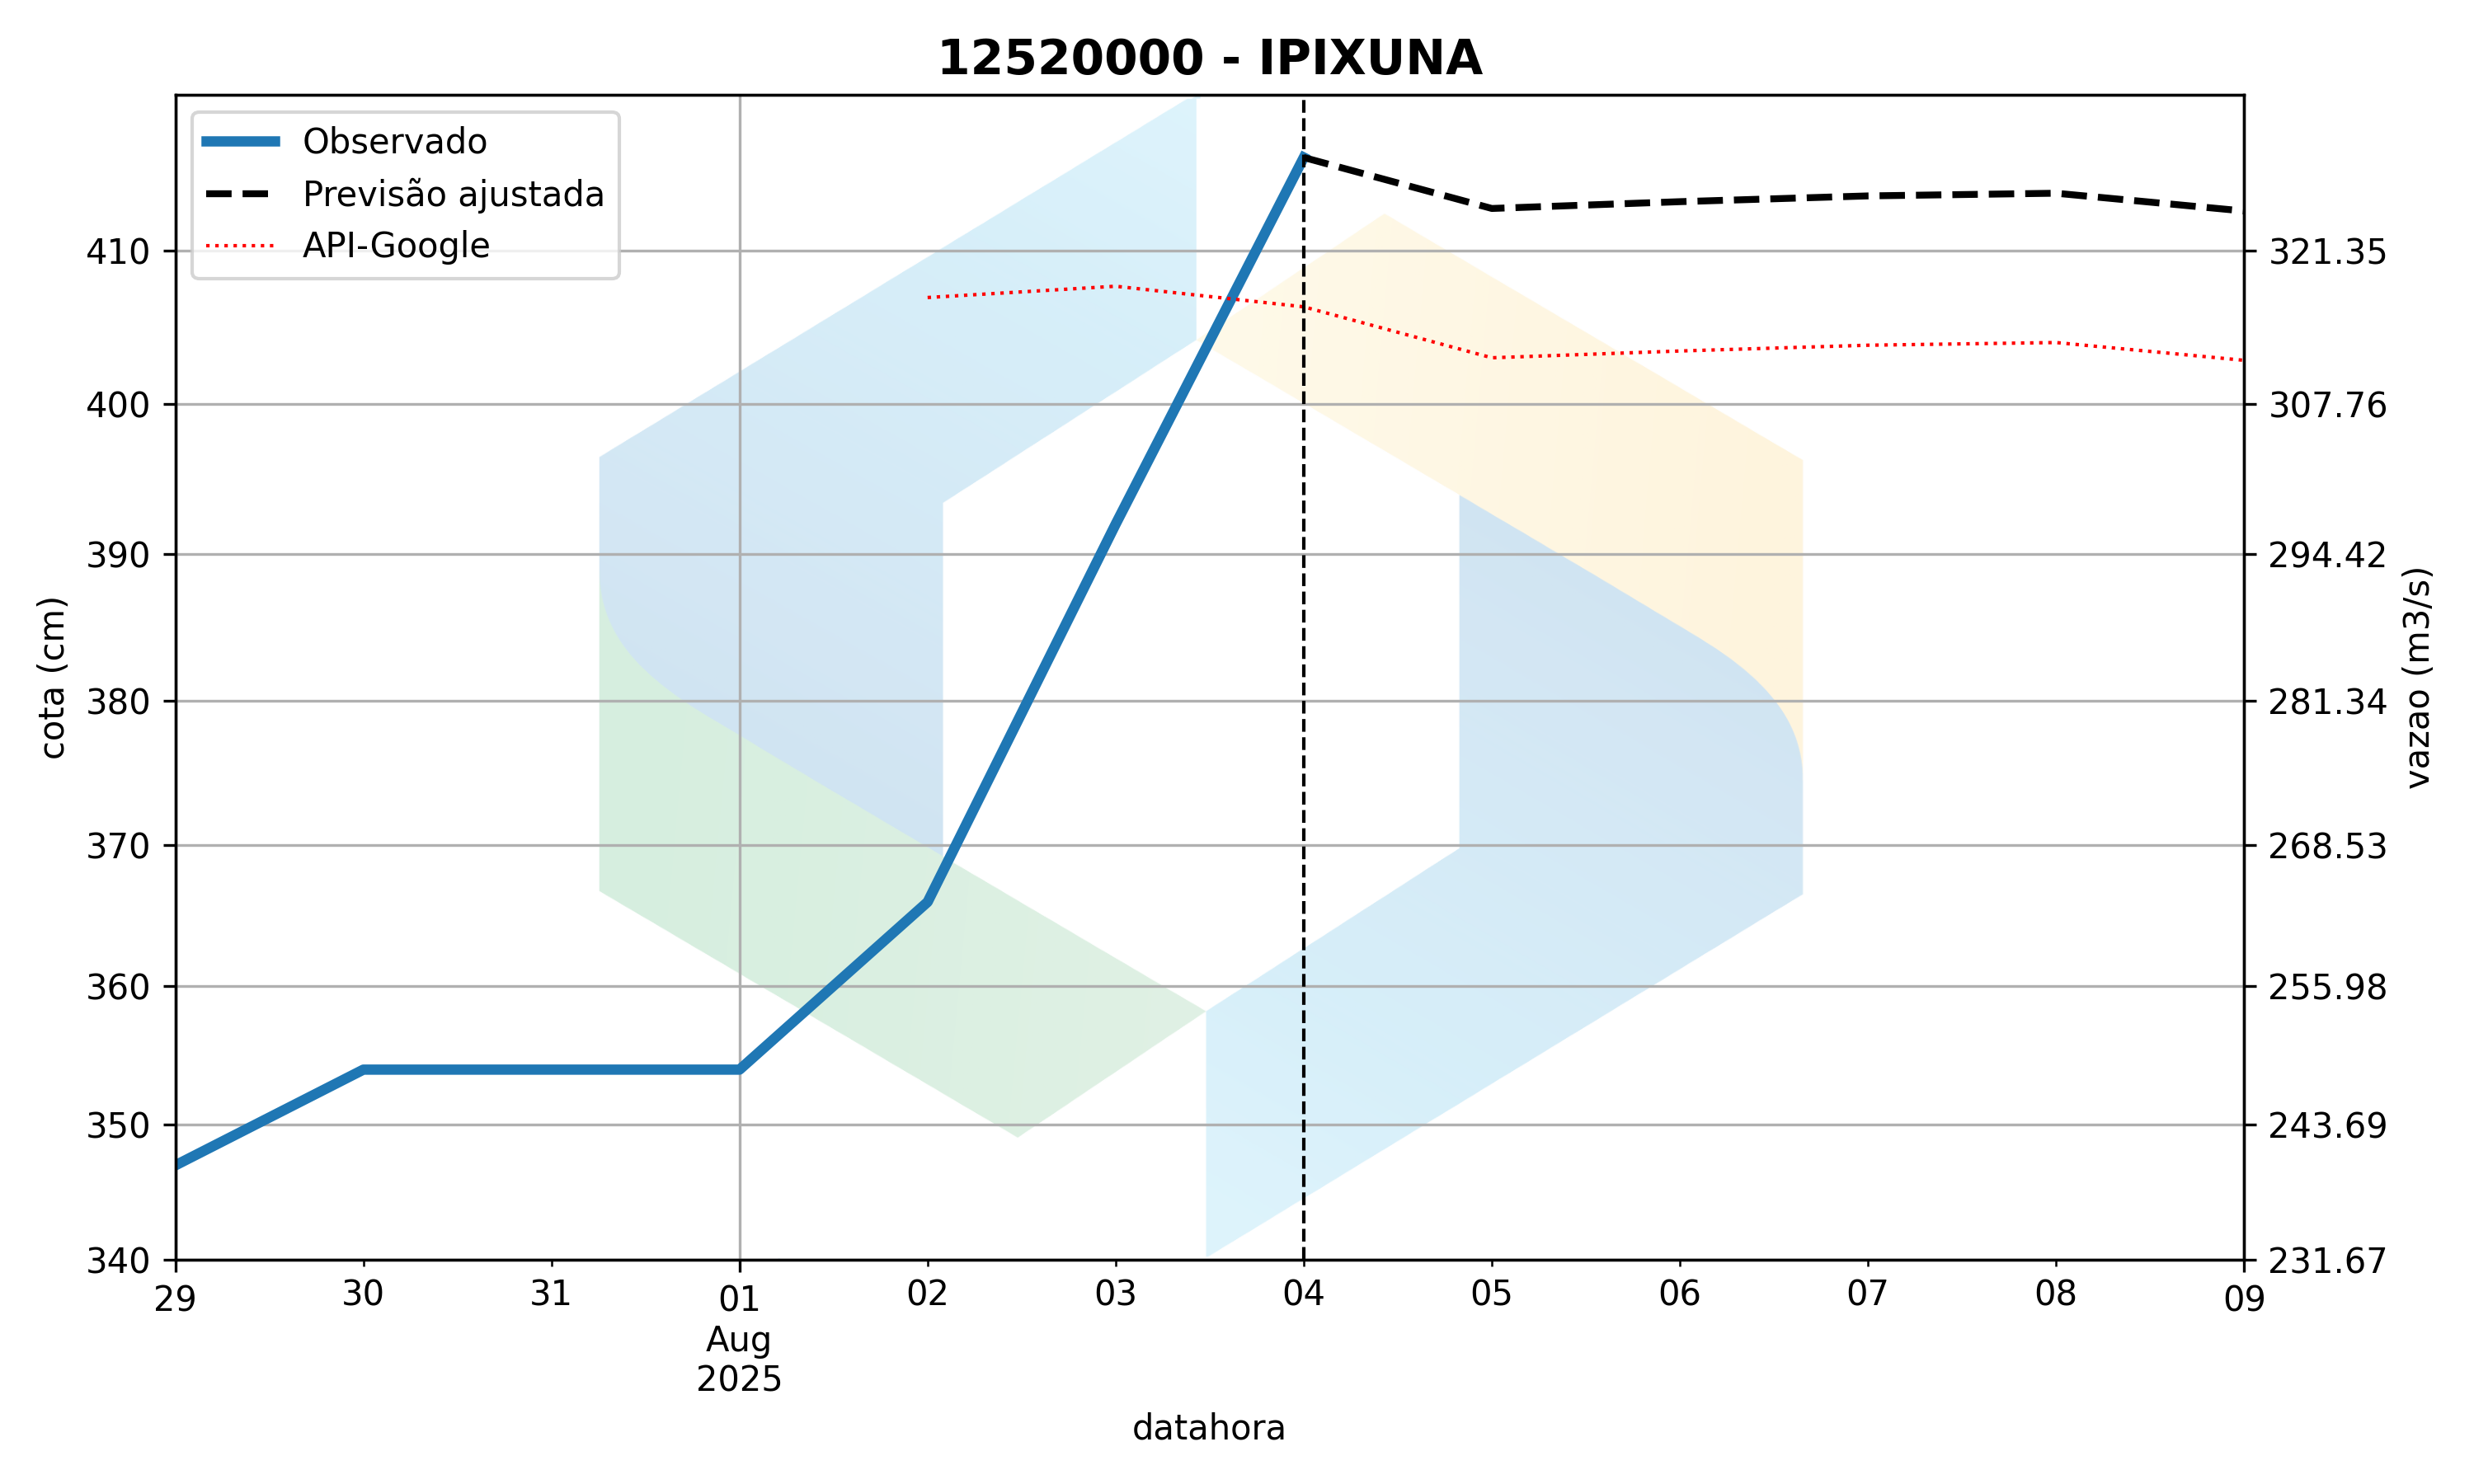 12520000 - IPIXUNA
Observado
Previsão ajustada
API-Google
410
400
390
380
370
360
350
340
cota (cm)
321.35
307.76
294.42
281.34
268.53
255.98
243.69
231.67
vazao (m3/s)
29 30 31 01 02 03 04 05 06 07 08 09
Aug
2025
datahora